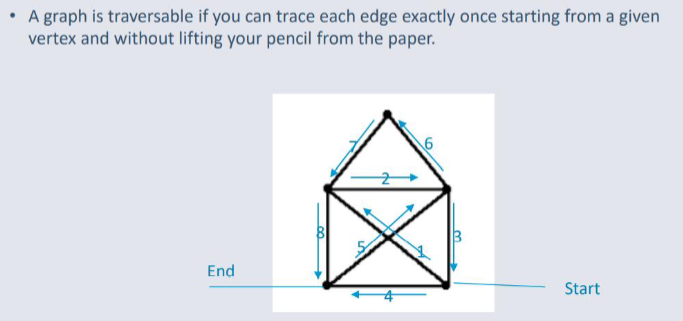 • A graph is traversable if you can trace each edge exactly once starting from a given
vertex and without lifting your pencil from the paper.
6
7
2
8
3
5
1
End
Start
4